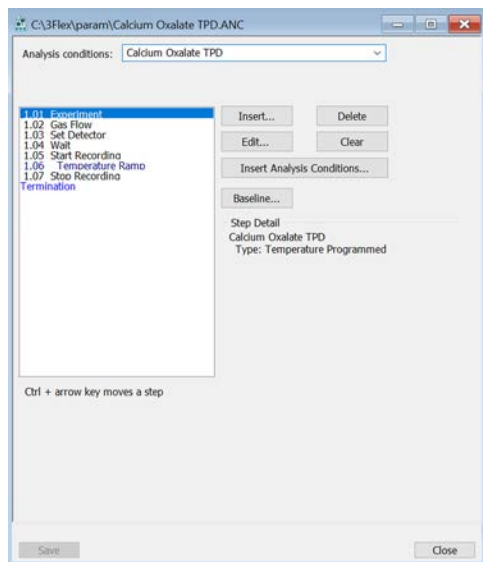 C:\3Flex\param\Calcium Oxalate TPD.ANC
Analysis conditions: Calcium Oxalate TPD
1.01 Experiment
1.02 Gas Flow
1.03 Set Detector
1.04 Wait
1.05 Start Recording
1.06 Temperature Ramp
1.07 Stop Recording
Termination
Insert... Delete
Edit... Clear
Insert Analysis Conditions...
Baseline...
Step Detail
Calcium Oxalate TPD
Type: Temperature Programmed
Ctrl + arrow key moves a step
Save Close